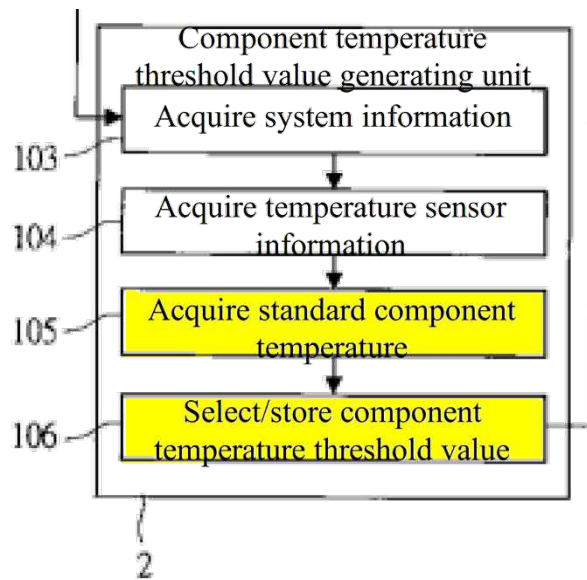 Component temperature
threshold value generating unit
Acquire system information
103
Acquire temperature sensor
information
104
Acquire standard component
temperature
105
Select/store component
temperature threshold value
106
2